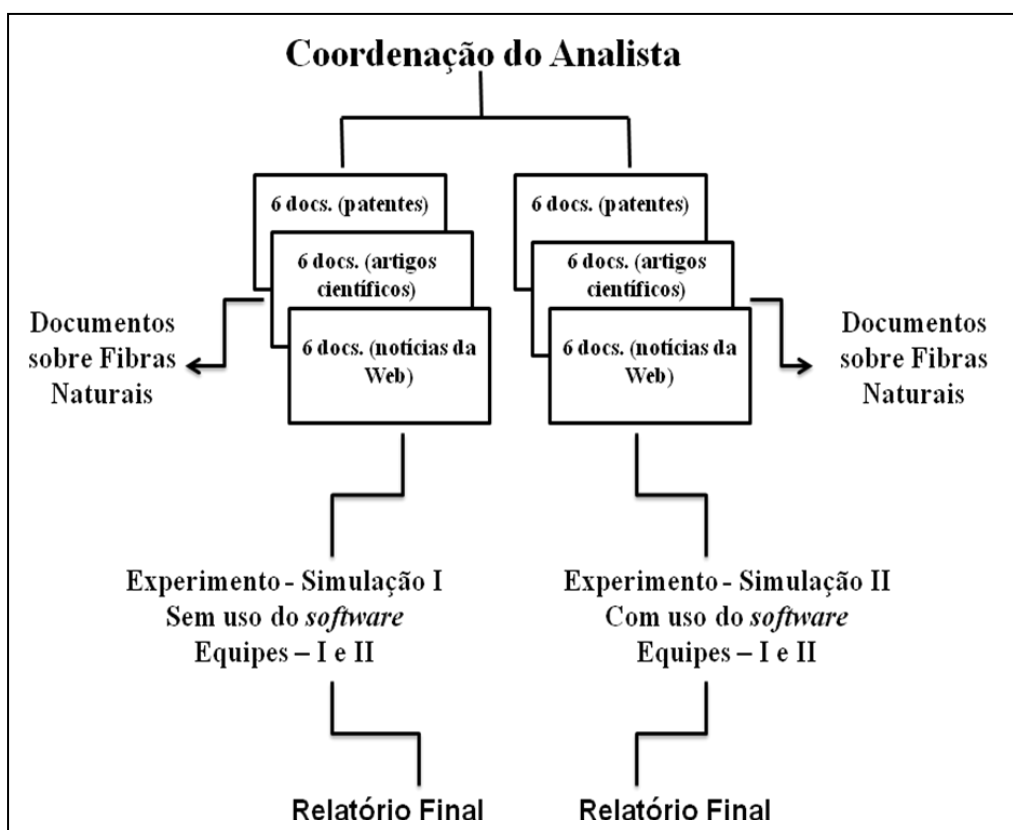 Coordenação do Analista
6 docs. (patentes)
6 docs. (artigos
científicos)
6 docs. (notícias da
Web)
Documentos
sobre Fibras
Naturais
6 docs. (patentes)
6 docs. (artigos
científicos)
6 docs. (notícias da
Web)
Documentos
sobre Fibras
Naturais
Experimento - Simulação I
Sem uso do software
Equipes – I e II
Experimento - Simulação II
Com uso do software
Equipes – I e II
Relatório Final
Relatório Final